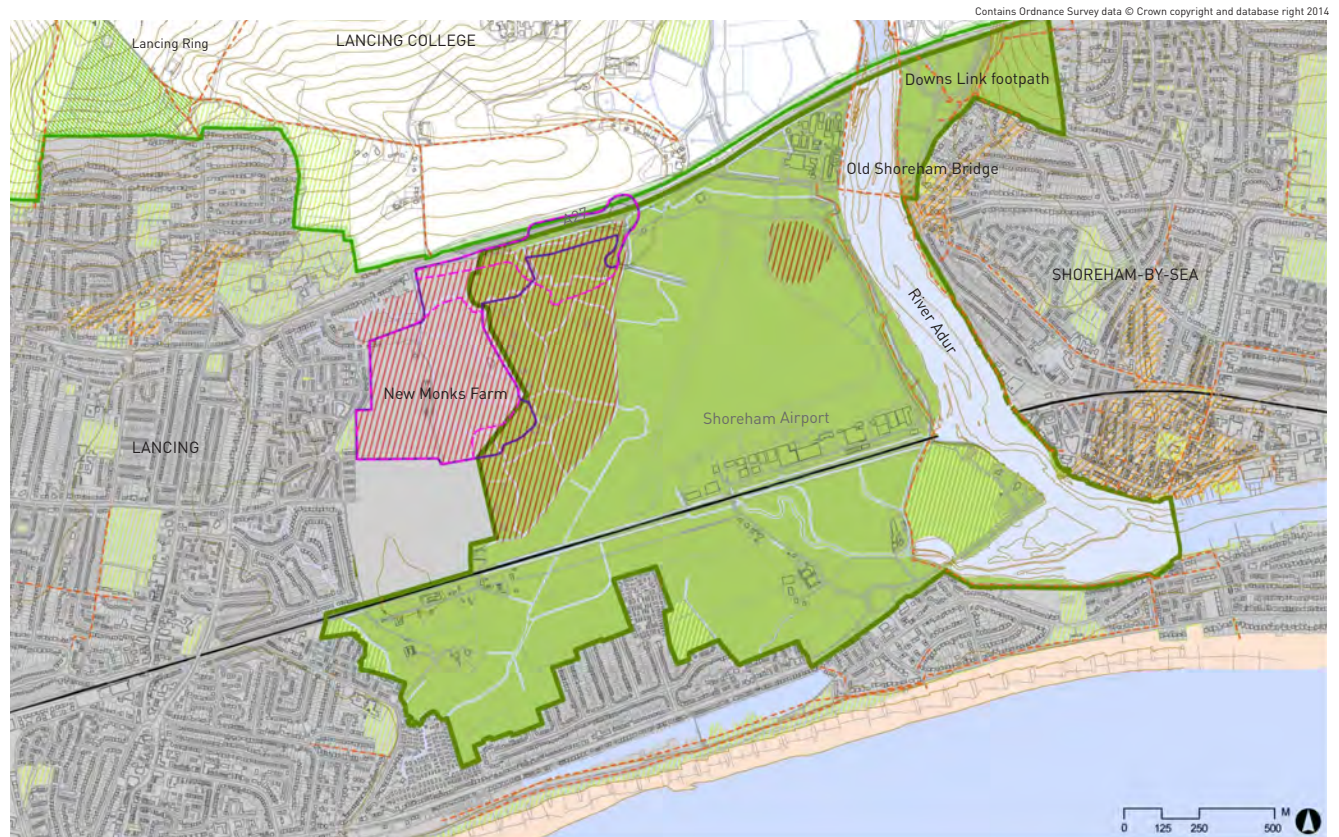 Contains Ordnance Survey data © Crown copyright and database right 2014
Lancing Ring
LANCING COLLEGE
Downs Link footpath
Old Shoreham Bridge
A27
SHOREHAM-BY-SEA
River Adur
New Monks Farm
Shoreham Airport
LANCING
M
0 125 250 500